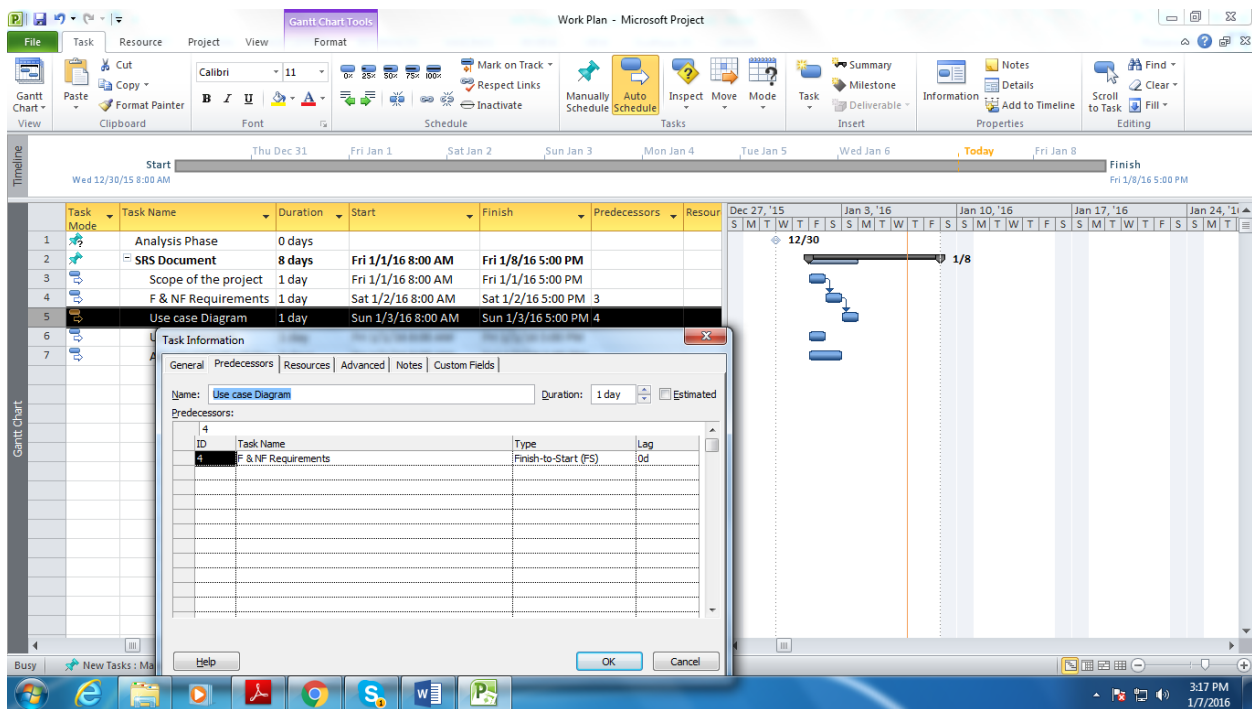 Gantt Chart Tools
Work Plan - Microsoft Project
File Task Resource Project View Format
Gantt Chart
View
Paste
Cut
Copy
Format Painter
Clipboard
Calibri 11
B I U A
Font
0% 25% 50% 75% 100%
Mark on Track
Respect Links
Inactivate
Schedule
Manually Schedule
Auto Schedule
Inspect
Move
Mode
Tasks
Task
Summary
Milestone
Deliverable
Insert
Information
Notes
Details
Add to Timeline
Properties
Scroll to Task
Find
Clear
Fill
Editing
Timeline
Thu Dec 31 Fri Jan 1 Sat Jan 2 Sun Jan 3 Mon Jan 4 Tue Jan 5 Wed Jan 6 Today Fri Jan 8
Start
Wed 12/30/15 8:00 AM
Finish
Fri 1/8/16 5:00 PM
Gantt Chart
Task Mode Task Name Duration Start Finish Predecessors Resour
1 Analysis Phase 0 days
2 SRS Document 8 days Fri 1/1/16 8:00 AM Fri 1/8/16 5:00 PM
3 Scope of the project 1 day Fri 1/1/16 8:00 AM Fri 1/1/16 5:00 PM
4 F & NF Requirements 1 day Sat 1/2/16 8:00 AM Sat 1/2/16 5:00 PM 3
5 Use case Diagram 1 day Sun 1/3/16 8:00 AM Sun 1/3/16 5:00 PM 4
6 U
7 A
Dec 27, '15 Jan 3, '16 Jan 10, '16 Jan 17, '16 Jan 24, '1
S M T W T F S S M T W T F S S M T W T F S S M T W T F S S M T
12/30
1/8
Task Information
General Predecessors Resources Advanced Notes Custom Fields
Name: Use case Diagram Duration: 1 day Estimated
Predecessors:
4
ID Task Name Type Lag
4 F & NF Requirements Finish-to-Start (FS) 0d
Help OK Cancel
Busy New Tasks : Ma
3:17 PM
1/7/2016